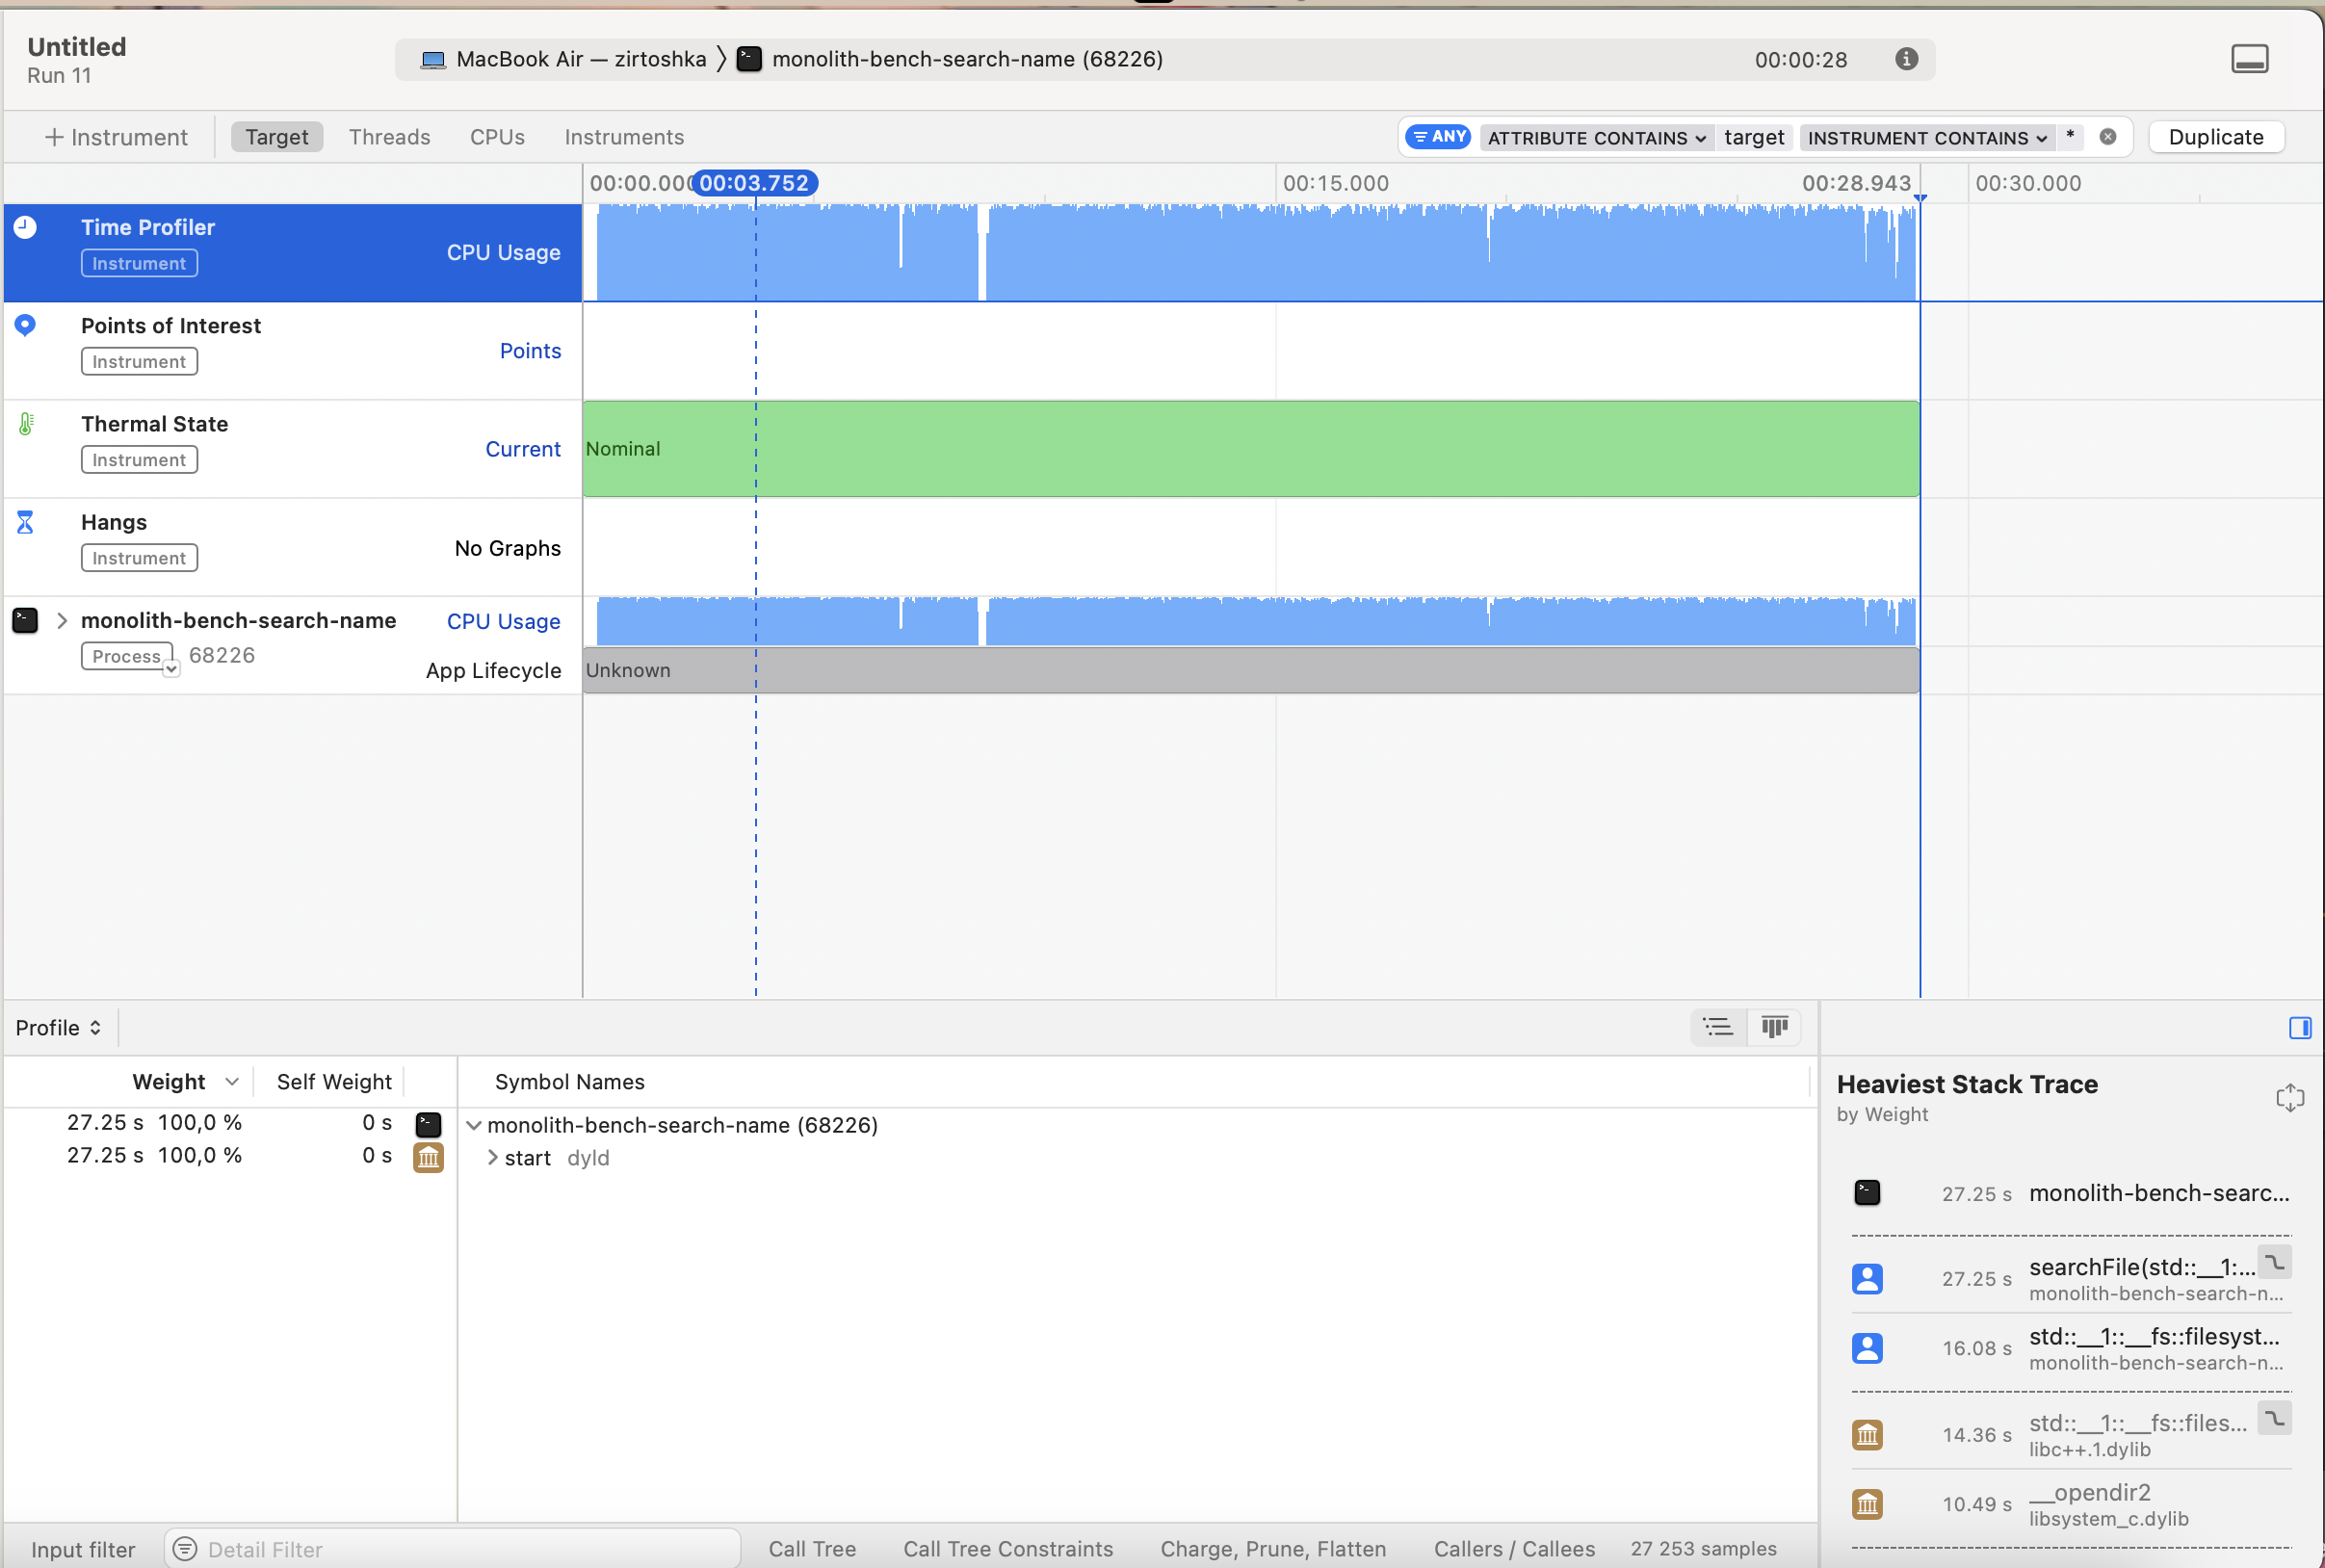 Untitled
Run 11
MacBook Air — zirtoshka 〉 monolith-bench-search-name (68226)
00:00:28
+ Instrument
Target
Threads
CPUs
Instruments
ANY
ATTRIBUTE CONTAINS
target
INSTRUMENT CONTAINS
*
Duplicate
00:00.000
00:03.752
00:15.000
00:28.943
00:30.000
Time Profiler
Instrument
CPU Usage
Points of Interest
Instrument
Points
Thermal State
Instrument
Current
Nominal
Hangs
Instrument
No Graphs
monolith-bench-search-name
CPU Usage
Process
68226
App Lifecycle
Unknown
Profile
Weight
Self Weight
Symbol Names
27.25 s 100,0 % 0 s monolith-bench-search-name (68226)
27.25 s 100,0 % 0 s start dyld
Heaviest Stack Trace
by Weight
27.25 s monolith-bench-searc...
27.25 s searchFile(std::__1:...
monolith-bench-search-n...
16.08 s std::__1::__fs::filesyst...
monolith-bench-search-n...
14.36 s std::__1::__fs::files...
libc++.1.dylib
10.49 s __opendir2
libsystem_c.dylib
Input filter
Detail Filter
Call Tree
Call Tree Constraints
Charge, Prune, Flatten
Callers / Callees
27 253 samples